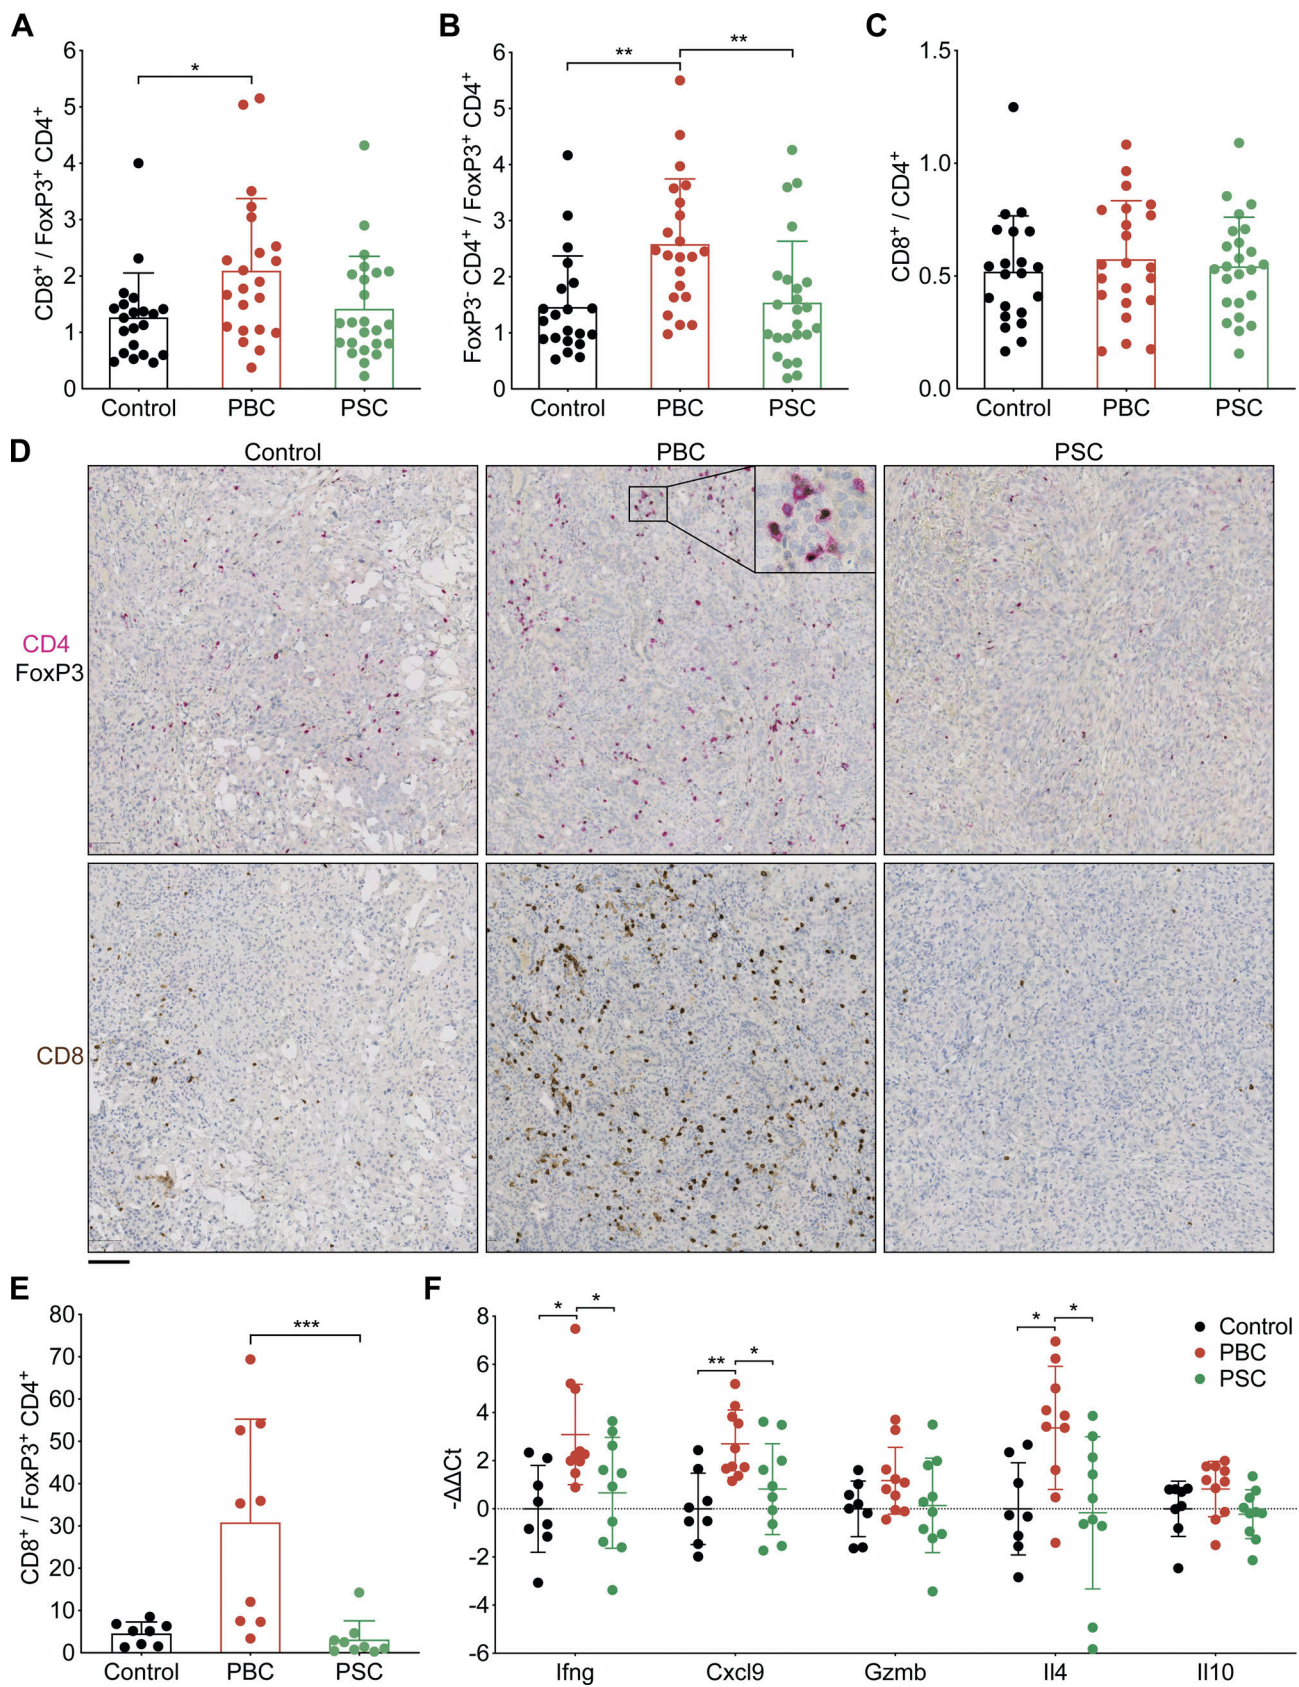 A
CD8⁺ / FoxP3⁺ CD4⁺
6
5
4
3
2
1
0
*
Control PBC PSC
B
FoxP3⁻ CD4⁺ / FoxP3⁺ CD4⁺
6
5
4
3
2
1
0
** **
Control PBC PSC
C
CD8⁺ / CD4⁺
1.5
1.0
0.5
0.0
Control PBC PSC
D
Control PBC PSC
CD4
FoxP3
CD8
E
CD8⁺ / FoxP3⁺ CD4⁺
80
70
60
50
40
30
20
10
0
***
Control PBC PSC
F
-ΔΔCt
8
6
4
2
0
-2
-4
-6
* *
** *
* *
Control
PBC
PSC
Ifng Cxcl9 Gzmb Il4 Il10